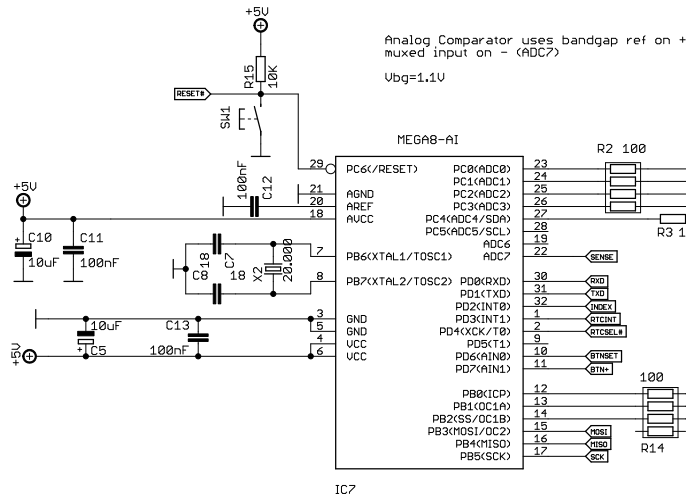 +5V
Analog Comparator uses bandgap ref on +
muxed input on - (ADC7)
Vbg=1.1V
R15
10K
RESET#
SW1
MEGA8-AI
R2 100
100nF
C12
29 PC6(/RESET)
21 AGND
20 AREF
18 AVCC
7 PB6(XTAL1/TOSC1)
8 PB7(XTAL2/TOSC2)
3 GND
5 GND
4 VCC
6 VCC
PC0(ADC0) 23
PC1(ADC1) 24
PC2(ADC2) 25
PC3(ADC3) 26
PC4(ADC4/SDA) 27
PC5(ADC5/SCL) 28
ADC6 19
ADC7 22 SENSE
PD0(RXD) 30 RXD
PD1(TXD) 31 TXD
PD2(INT0) 32 INDEX
PD3(INT1) 1 RTCINT
PD4(XCK/T0) 2 RTCSEL#
PD5(T1) 9
PD6(AIN0) 10 BTNSET
PD7(AIN1) 11 BTN+
PB0(ICP) 12
PB1(OC1A) 13
PB2(SS/OC1B) 14
PB3(MOSI/OC2) 15 MOSI
PB4(MISO) 16 MISO
PB5(SCK) 17 SCK
R3 1
100
R14
+5V
C10
10uF
C11
100nF
18
C7
C8
18
X2
20.000
10uF
C5
C13
100nF
+5V
IC7